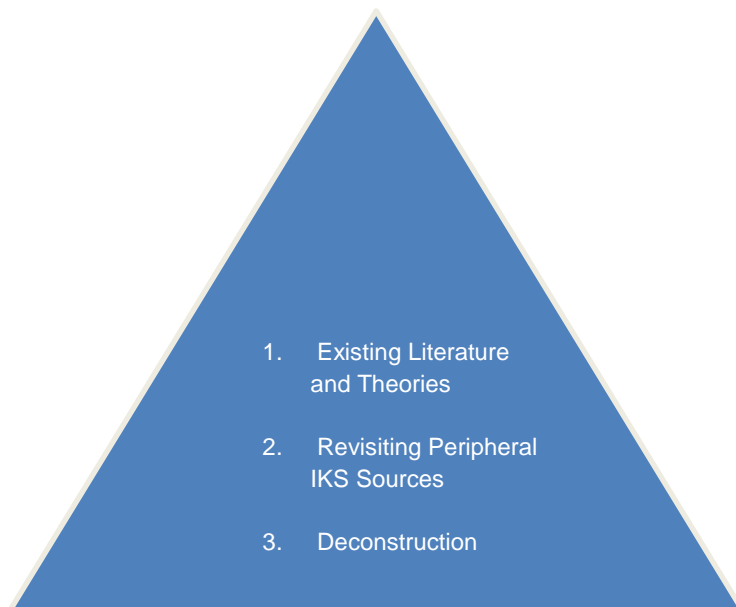 1. Existing Literature
and Theories
2. Revisiting Peripheral
IKS Sources
3. Deconstruction